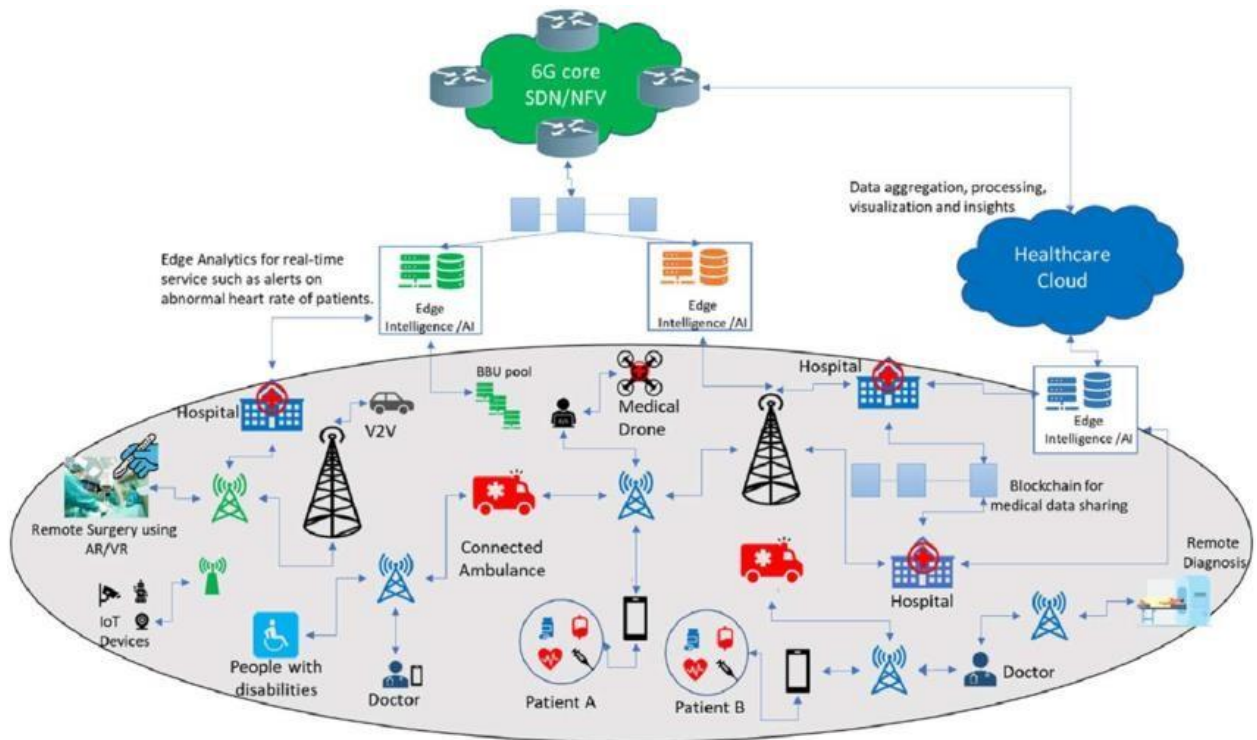 6G core
SDN/NFV
Data aggregation, processing,
visualization and insights
Healthcare
Cloud
Edge Analytics for real-time
service such as alerts on
abnormal heart rate of patients.
Edge
Intelligence /AI
Edge
Intelligence /AI
Edge
Intelligence /AI
Hospital
V2V
BBU pool
Medical
Drone
Hospital
Remote Surgery using
AR/VR
Connected
Ambulance
Blockchain for
medical data sharing
Hospital
Remote
Diagnosis
IoT
Devices
People with
disabilities
Doctor
Patient A
Patient B
Doctor